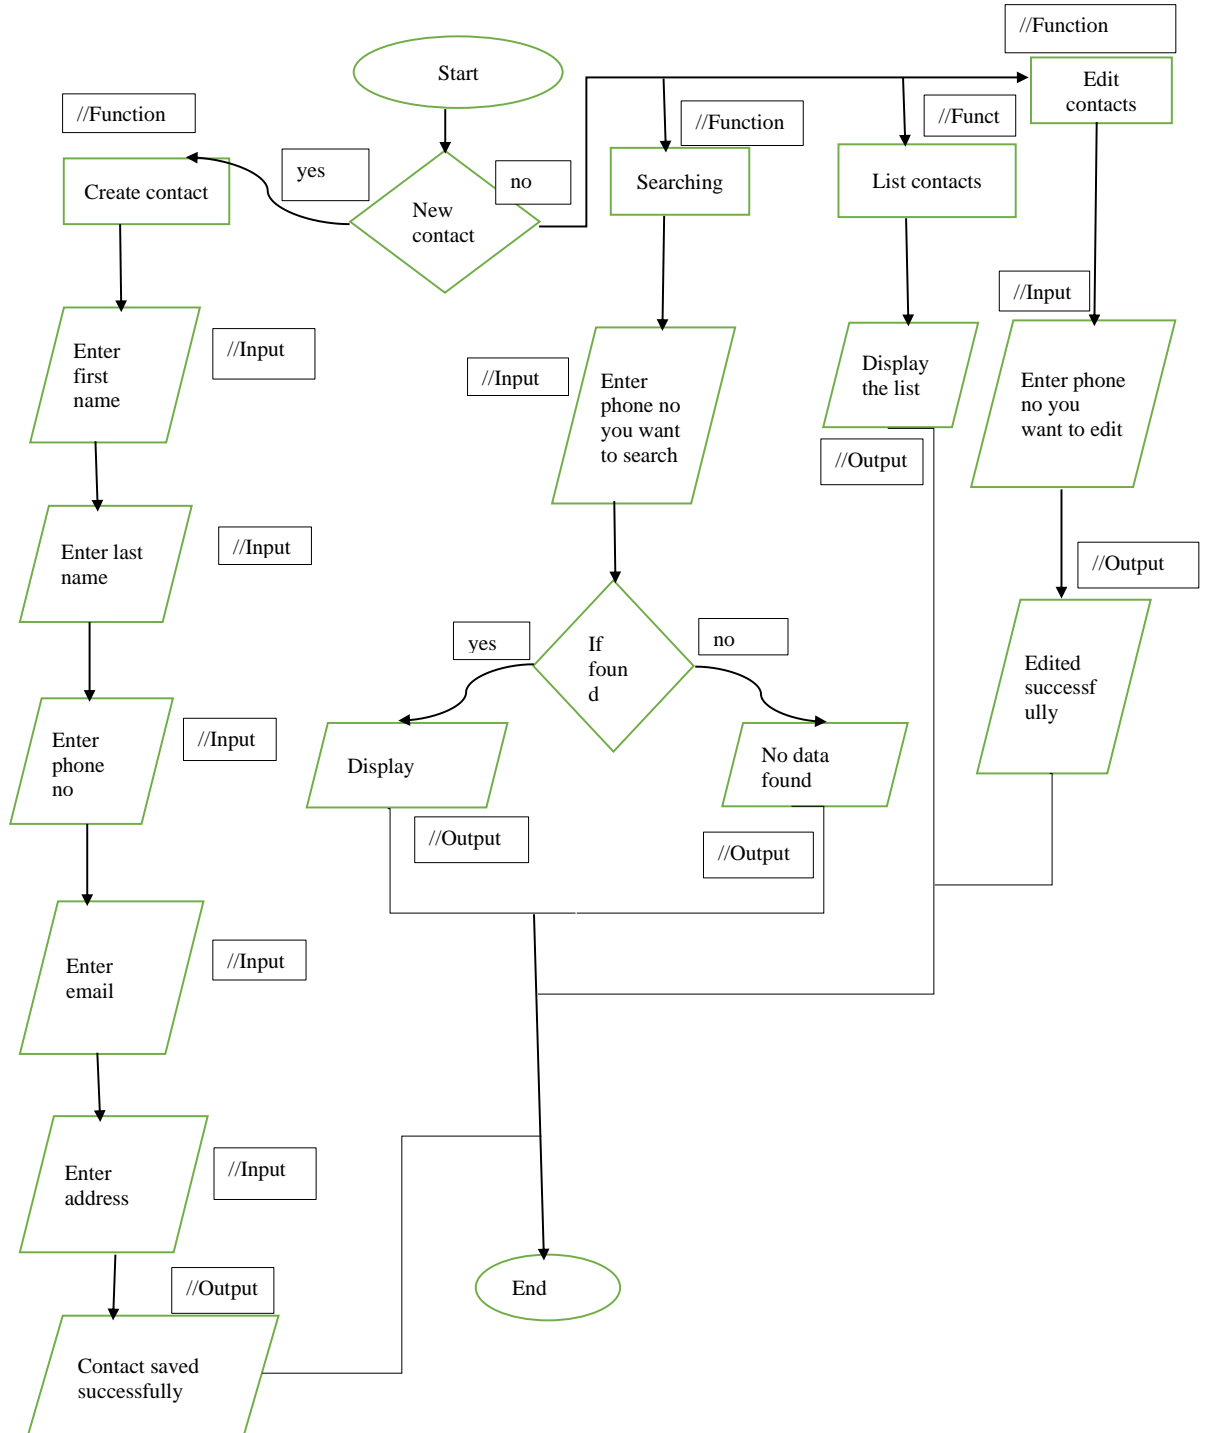 //Function
Start
Edit
contacts
//Function
//Function
//Funct
yes
no
Create contact
New
contact
Searching
List contacts
//Input
Enter
first
name
//Input
//Input
Enter
phone no
you want
to search
Display
the list
Enter phone
no you
want to edit
//Output
Enter last
name
//Input
//Output
yes
If
foun
d
no
Edited
successf
ully
Enter
phone
no
//Input
Display
No data
found
//Output
//Output
Enter
email
//Input
Enter
address
//Input
//Output
End
Contact saved
successfully